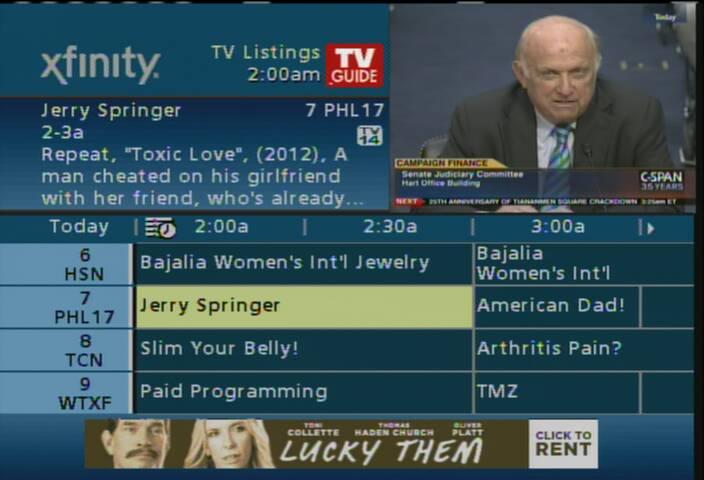 xfinity.
TV Listings
2:00am
TV
GUIDE
Today
Jerry Springer
7 PHL17
2-3a
TV
14
Repeat, "Toxic Love", (2012), A
man cheated on his girlfriend
with her friend, who's already...
CAMPAIGN FINANCE
Senate Judiciary Committee
Hart Office Building
C-SPAN
35 YEARS
NEXT 25TH ANNIVERSARY OF TIANANMEN SQUARE CRACKDOWN 3:25am ET
Today
2:00a
2:30a
3:00a
6
HSN
Bajalia Women's Int'l Jewelry
Bajalia
Women's Int'l
7
PHL17
Jerry Springer
American Dad!
8
TCN
Slim Your Belly!
Arthritis Pain?
9
WTXF
Paid Programming
TMZ
TONI
COLLETTE
THOMAS
HADEN CHURCH
OLIVER
PLATT
LUCKY THEM
CLICK TO
RENT